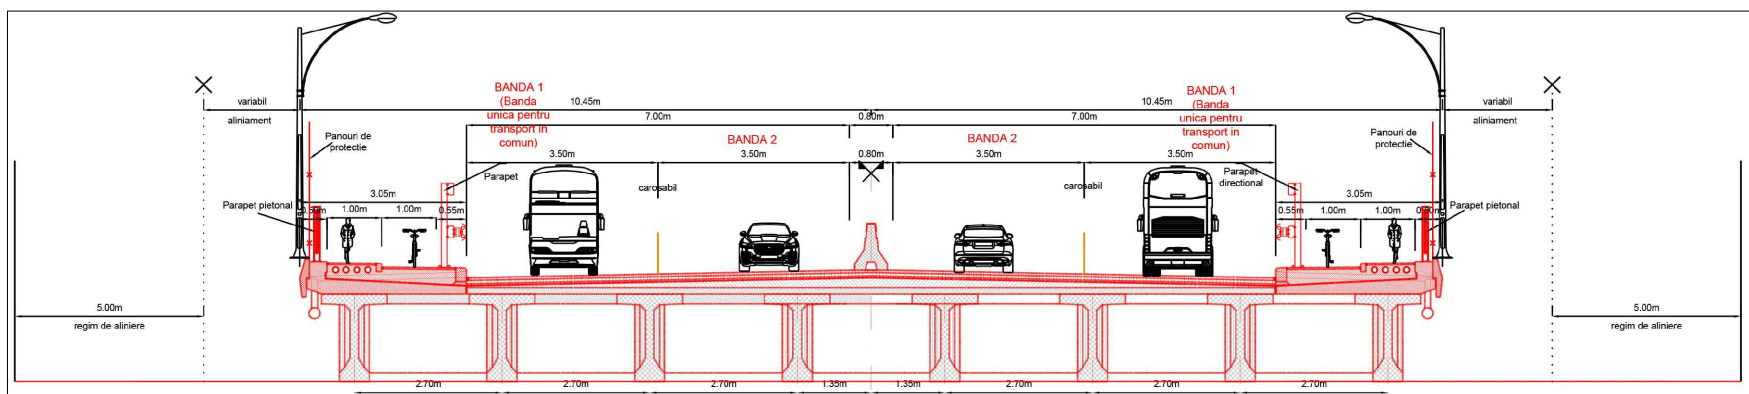 BANDA 1
(Banda
unica pentru
transport in
comun)
10.45m
10.45m
BANDA 1
(Banda
unica pentru
transport in
comun)
variabil
aliniament
variabil
aliniament
7.00m
0.80m
7.00m
Panouri de
protectie
BANDA 2
BANDA 2
Panouri de
protectie
3.50m
3.50m
0.80m
3.50m
3.50m
Parapet
carosabil
carosabil
Parapet
directional
3.05m
3.05m
Parapet pietonal
0.50m
1.00m
1.00m
0.55m
0.55m
1.00m
1.00m
Parapet pietonal
5.00m
regim de aliniere
5.00m
regim de aliniere
2.70m
2.70m
2.70m
1.35m
1.35m
2.70m
2.70m
2.70m